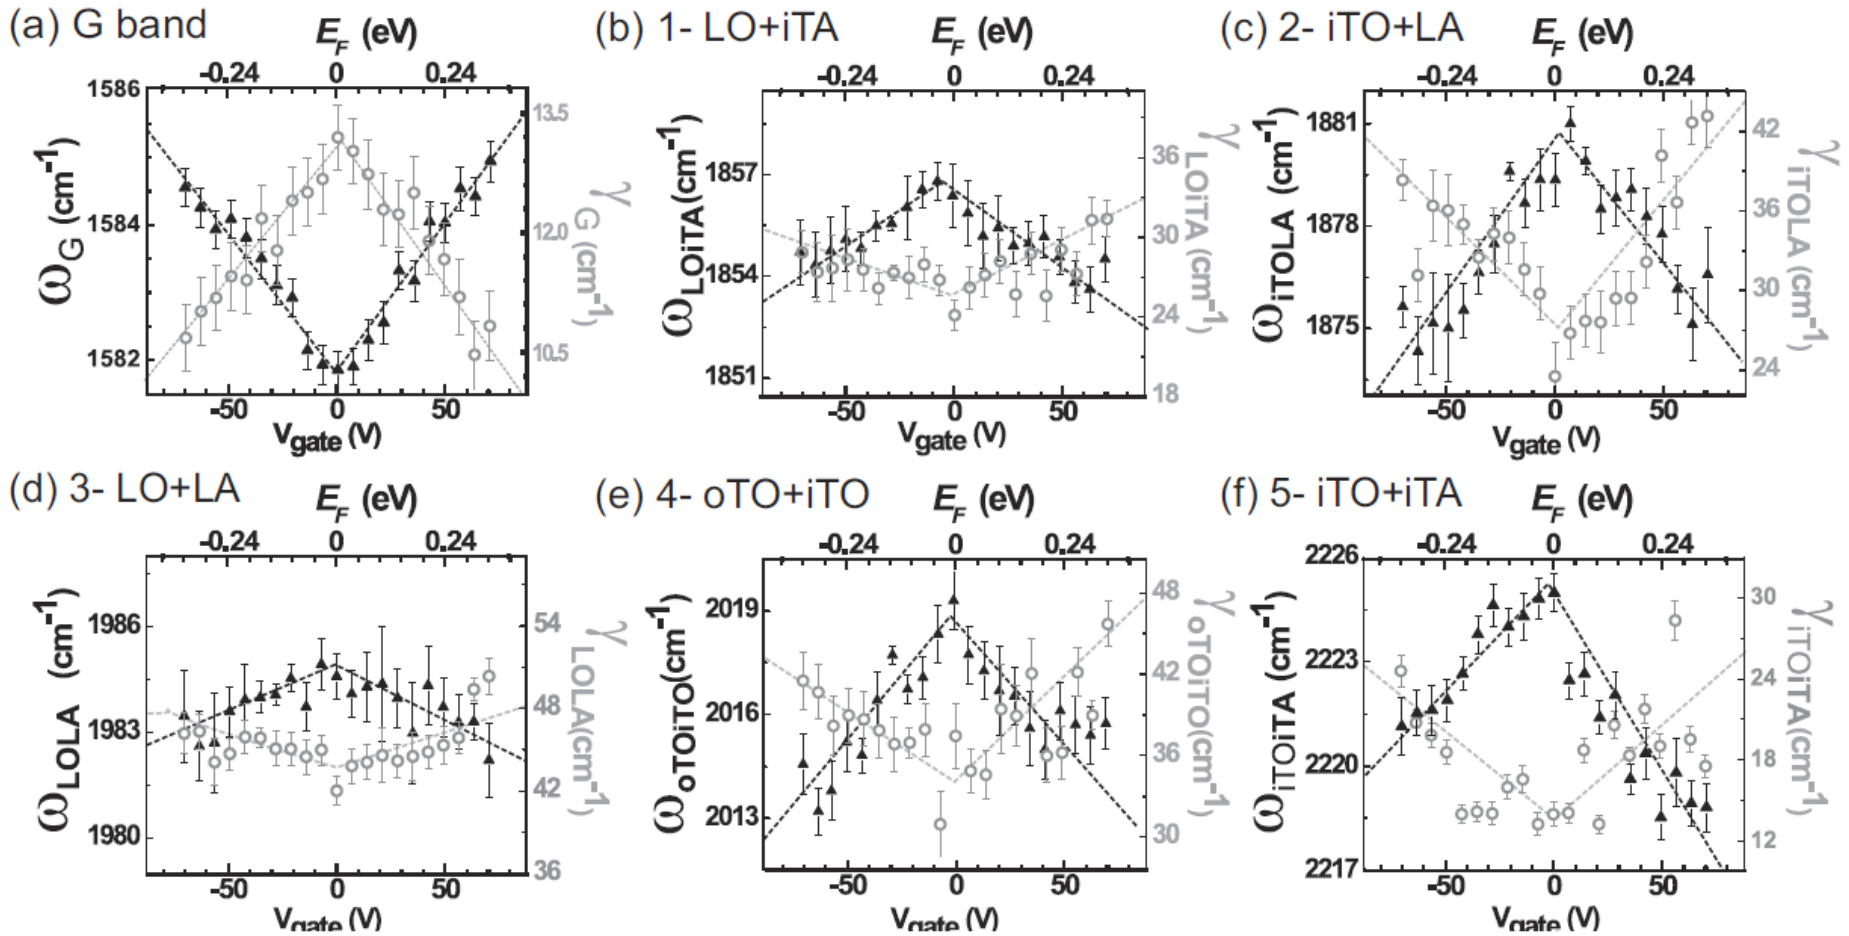 (a) G band
E_F (eV)
-0.24 0 0.24
1586
1584
1582
ω_G (cm⁻¹)
13.5
12.0
10.5
γ_G (cm⁻¹)
-50 0 50
V_gate (V)
(b) 1- LO+iTA
E_F (eV)
-0.24 0 0.24
1857
1854
1851
ω_LOiTA (cm⁻¹)
36
30
24
18
γ_LOiTA (cm⁻¹)
-50 0 50
V_gate (V)
(c) 2- iTO+LA
E_F (eV)
-0.24 0 0.24
1881
1878
1875
ω_iTOLA (cm⁻¹)
42
36
30
24
γ_iTOLA (cm⁻¹)
-50 0 50
V_gate (V)
(d) 3- LO+LA
E_F (eV)
-0.24 0 0.24
1986
1983
1980
ω_LOLA (cm⁻¹)
54
48
42
36
γ_LOLA(cm⁻¹)
-50 0 50
V_gate (V)
(e) 4- oTO+iTO
E_F (eV)
-0.24 0 0.24
2019
2016
2013
ω_oTOiTO(cm⁻¹)
48
42
36
30
γ_oTOiTO(cm⁻¹)
-50 0 50
V_gate (V)
(f) 5- iTO+iTA
E_F (eV)
-0.24 0 0.24
2226
2223
2220
2217
ω_iTOiTA (cm⁻¹)
30
24
18
12
γ_iTOiTA(cm⁻¹)
-50 0 50
V_gate (V)